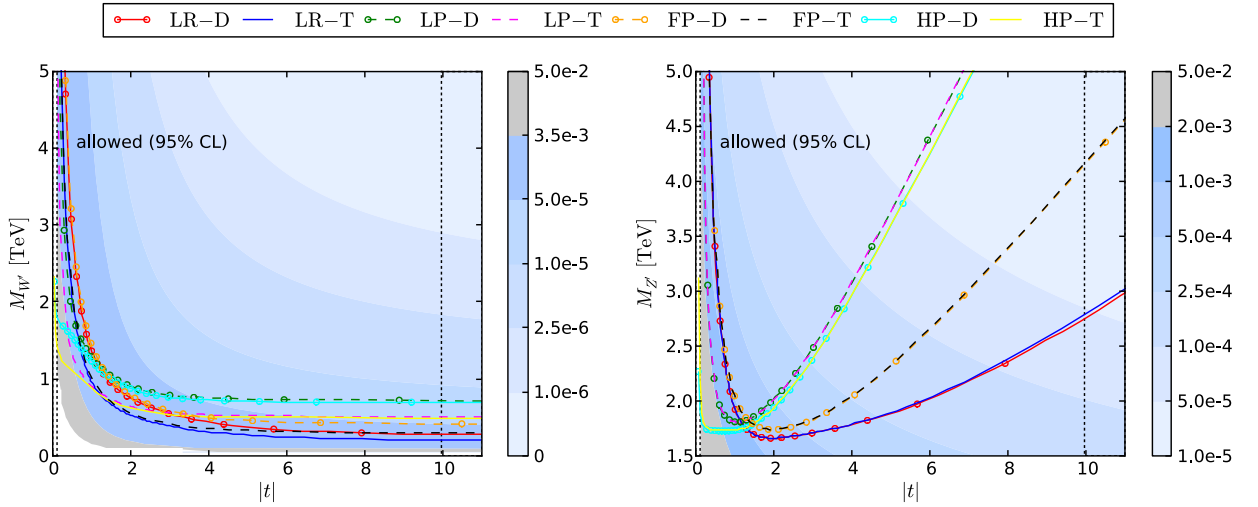 LR−D LR−T LP−D LP−T FP−D FP−T HP−D HP−T
allowed (95% CL)
M_{W'} [TeV]
5
4
3
2
1
0
0 2 4 6 8 10
|t|
5.0e-2
3.5e-3
5.0e-5
1.0e-5
2.5e-6
1.0e-6
0
allowed (95% CL)
M_{Z'} [TeV]
5.0
4.5
4.0
3.5
3.0
2.5
2.0
1.5
0 2 4 6 8 10
|t|
5.0e-2
2.0e-3
1.0e-3
5.0e-4
2.5e-4
1.0e-4
5.0e-5
1.0e-5